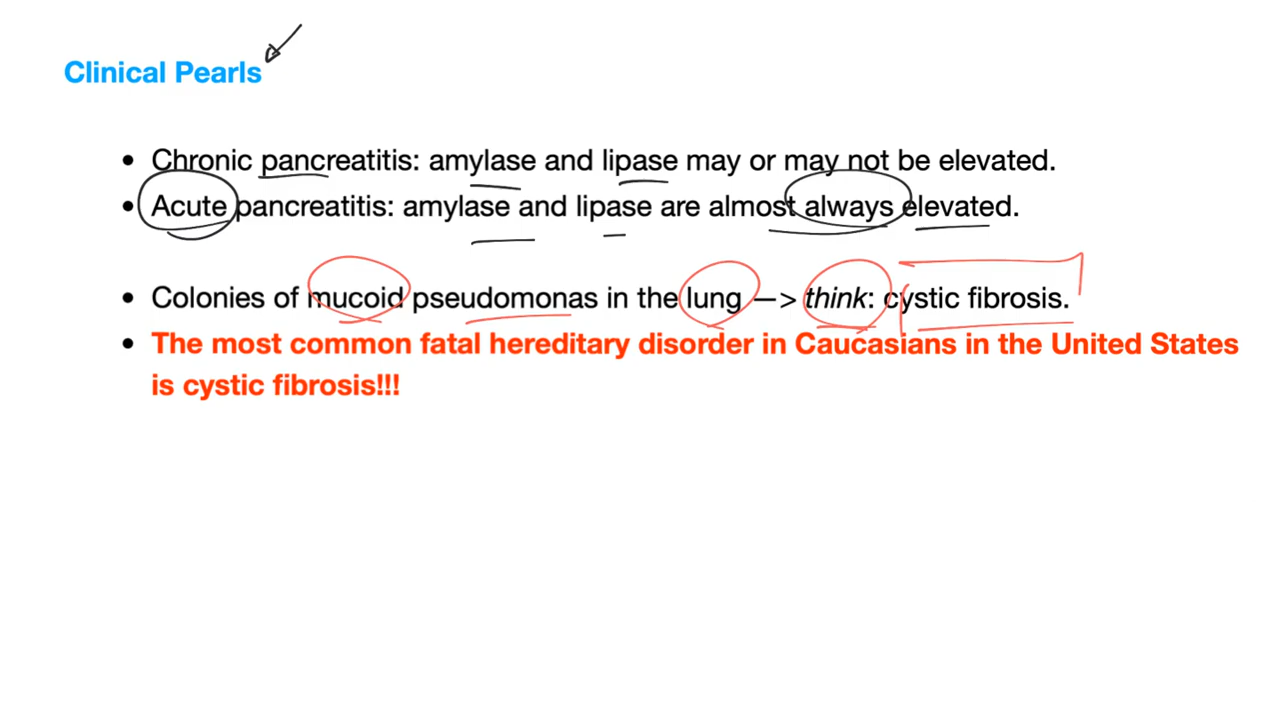 Clinical Pearls
• Chronic pancreatitis: amylase and lipase may or may not be elevated.
• Acute pancreatitis: amylase and lipase are almost always elevated.
• Colonies of mucoid pseudomonas in the lung —> think: cystic fibrosis.
• The most common fatal hereditary disorder in Caucasians in the United States
is cystic fibrosis!!!